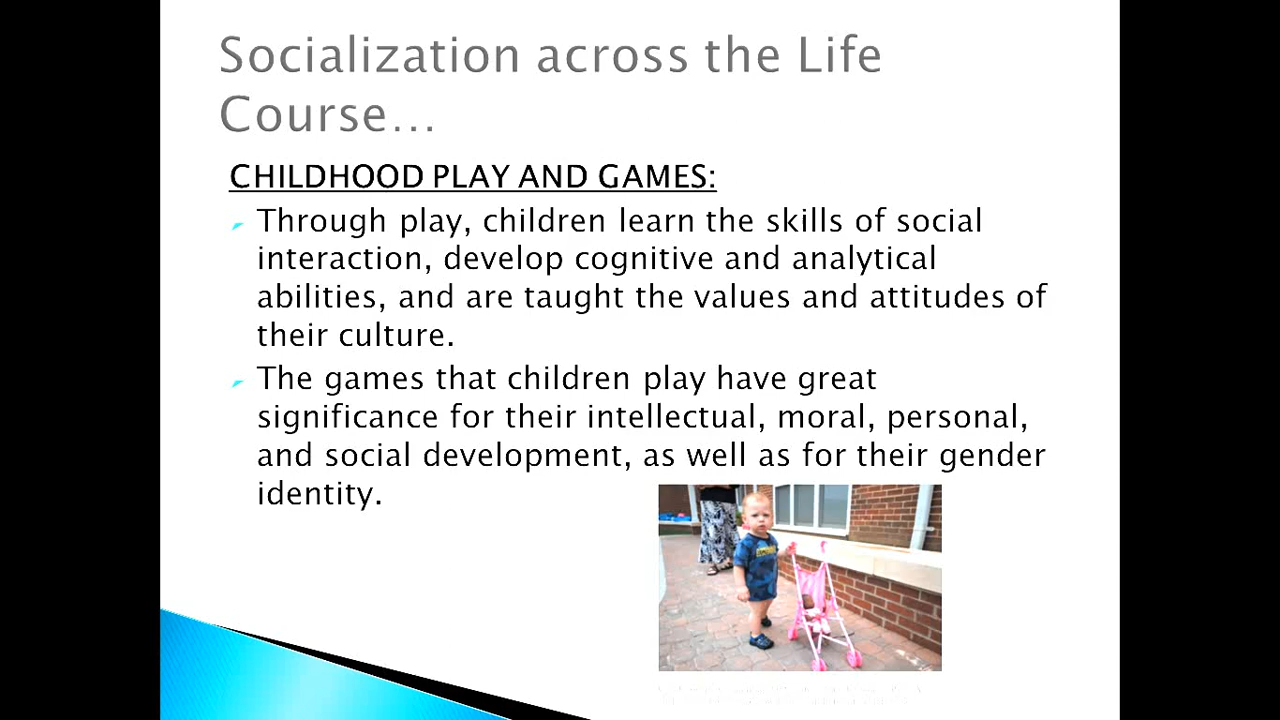 Socialization across the Life
Course…
CHILDHOOD PLAY AND GAMES:
Through play, children learn the skills of social
interaction, develop cognitive and analytical
abilities, and are taught the values and attitudes of
their culture.
The games that children play have great
significance for their intellectual, moral, personal,
and social development, as well as for their gender
identity.